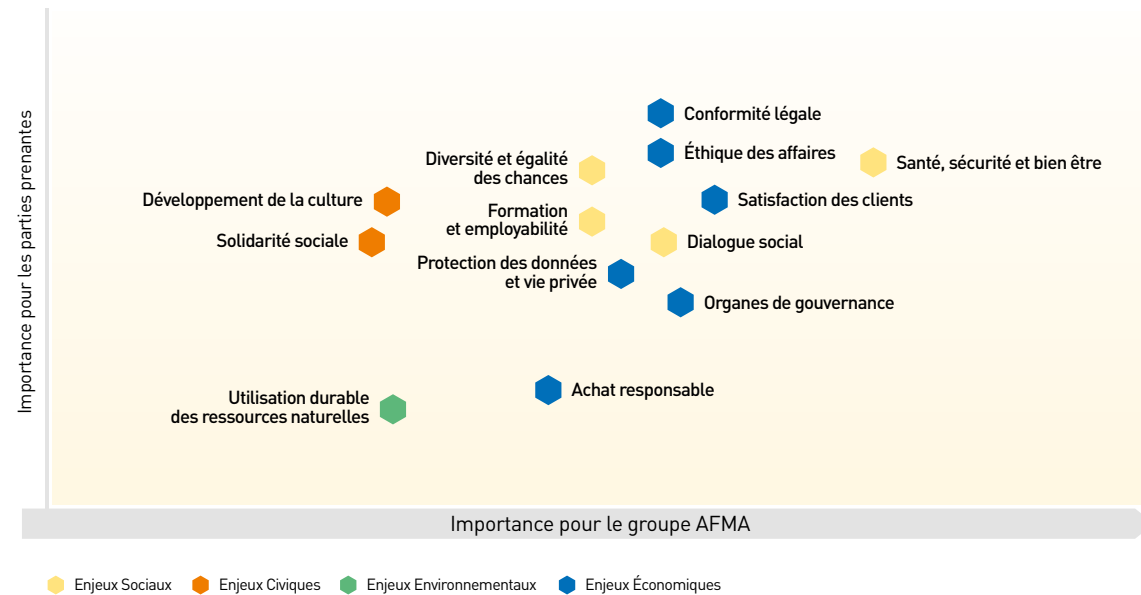 Importance pour les parties prenantes
Conformité légale
Éthique des affaires
Diversité et égalité
des chances
Santé, sécurité et bien être
Développement de la culture
Satisfaction des clients
Formation
et employabilité
Solidarité sociale
Dialogue social
Protection des données
et vie privée
Organes de gouvernance
Achat responsable
Utilisation durable
des ressources naturelles
Importance pour le groupe AFMA
Enjeux Sociaux
Enjeux Civiques
Enjeux Environnementaux
Enjeux Économiques